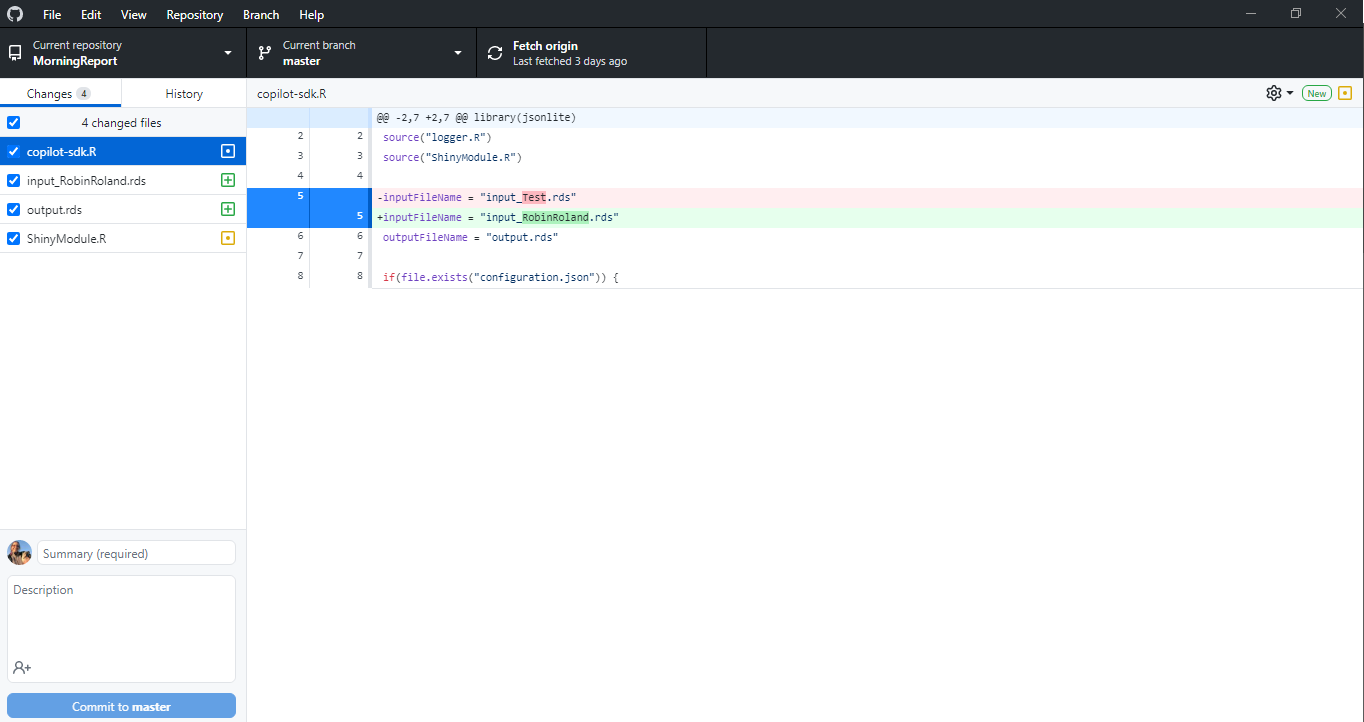 File Edit View Repository Branch Help
Current repository
MorningReport
Current branch
master
Fetch origin
Last fetched 3 days ago
Changes 4 History
copilot-sdk.R
New
4 changed files
copilot-sdk.R
input_RobinRoland.rds
output.rds
ShinyModule.R
@@ -2,7 +2,7 @@ library(jsonlite)
2 2 source("logger.R")
3 3 source("ShinyModule.R")
4 4
5 -inputFileName = "input_Test.rds"
5 +inputFileName = "input_RobinRoland.rds"
6 6 outputFileName = "output.rds"
7 7
8 8 if(file.exists("configuration.json")) {
Summary (required)
Description
Commit to master